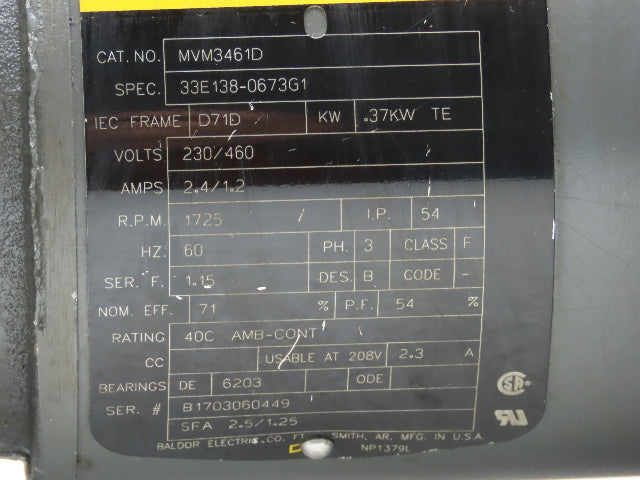 CAT. NO. MVM3461D
SPEC. 33E138-0673G1
IEC FRAME D71D KW .37KW TE
VOLTS 230/460
AMPS 2.4/1.2
R.P.M. 1725 I.P. 54
HZ. 60 PH. 3 CLASS F
SER. F. 1.15 DES. B CODE -
NOM. EFF. 71 % P.F. 54 %
RATING 40C AMB-CONT
CC USABLE AT 208V 2.3 A
BEARINGS DE 6203 ODE
SER. # B1703060449
SFA 2.5/1.25
BALDOR ELECTRIC CO. FT. SMITH, AR. MFG. IN U.S.A.
NP1379L